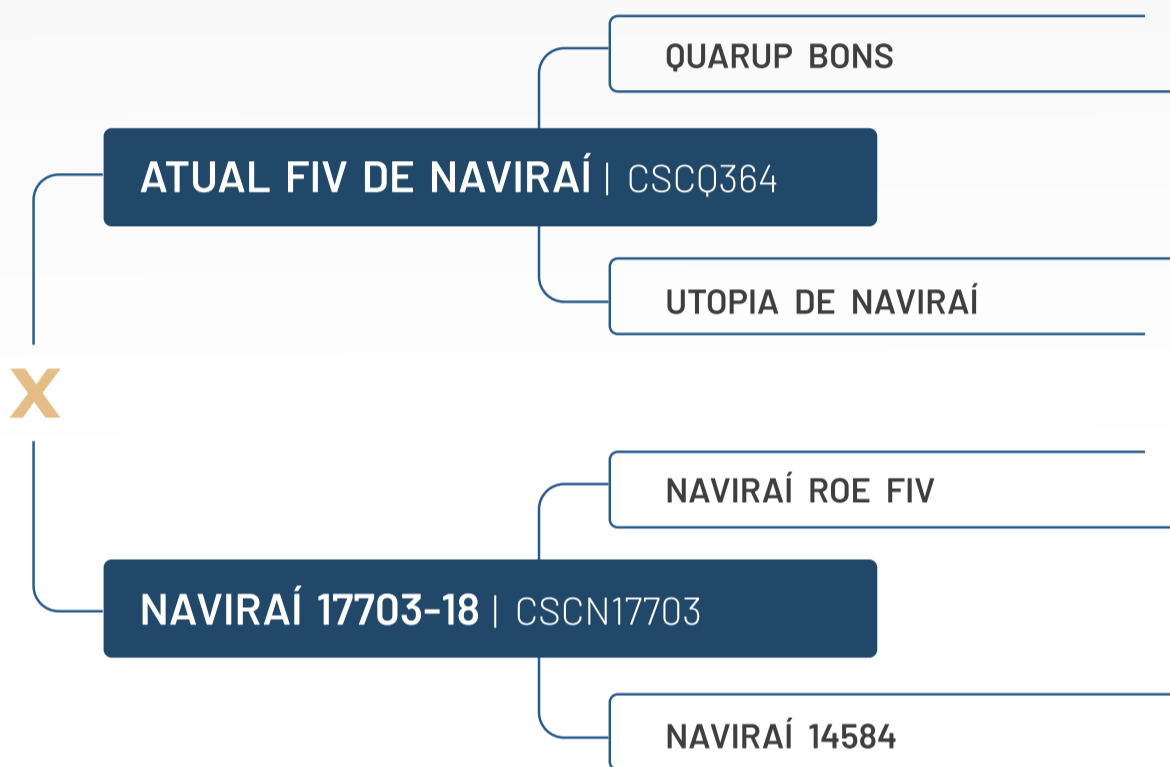 QUARUP BONS
ATUAL FIV DE NAVIRAÍ | CSCQ364
UTOPIA DE NAVIRAÍ
X
NAVIRAÍ ROE FIV
NAVIRAÍ 17703-18 | CSCN17703
NAVIRAÍ 14584